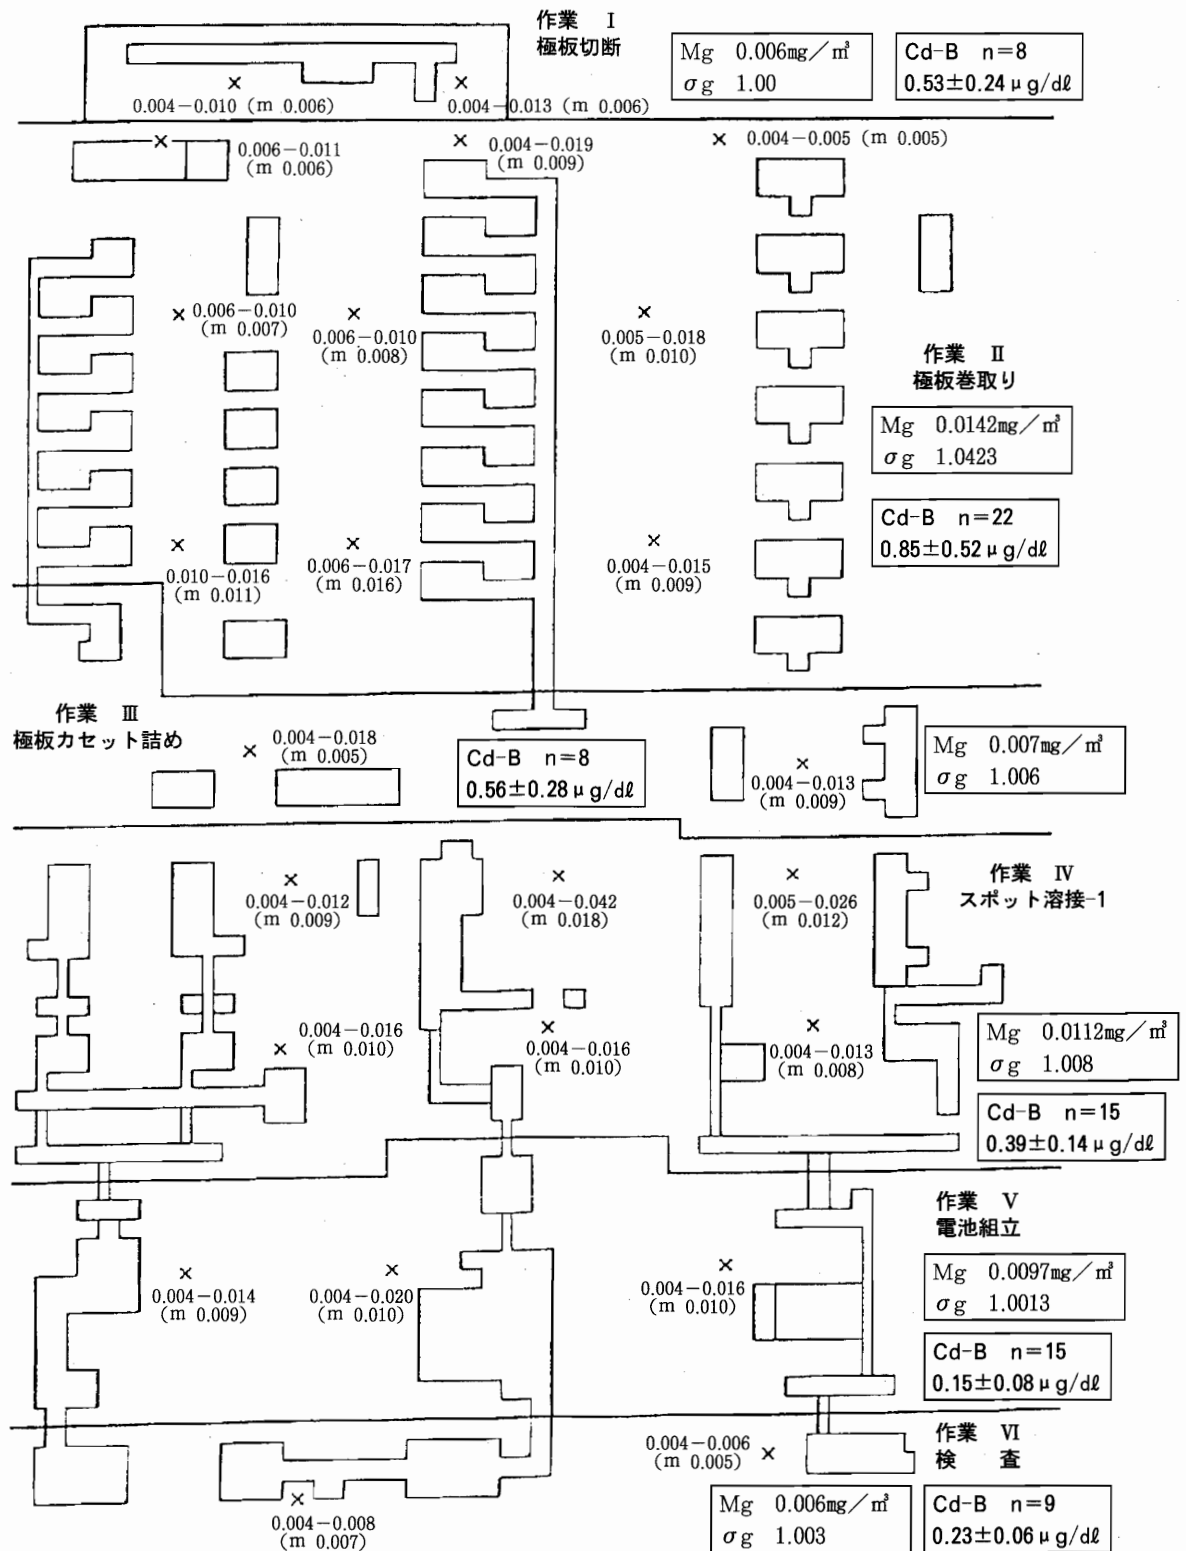 作業 Ⅰ
極板切断
Mg 0.006mg/㎥
σg 1.00
Cd-B n=8
0.53±0.24μg/dℓ
×
×
0.004-0.010 (m 0.006)
0.004-0.013 (m 0.006)
×
0.006-0.011
(m 0.006)
×
0.004-0.019
(m 0.009)
×
0.004-0.005 (m 0.005)
×
0.006-0.010
(m 0.007)
×
0.006-0.010
(m 0.008)
×
0.005-0.018
(m 0.010)
作業 Ⅱ
極板巻取り
Mg 0.0142mg/㎥
σg 1.0423
Cd-B n=22
0.85±0.52μg/dℓ
×
0.010-0.016
(m 0.011)
×
0.006-0.017
(m 0.016)
×
0.004-0.015
(m 0.009)
作業 Ⅲ
極板カセット詰め
×
0.004-0.018
(m 0.005)
Cd-B n=8
0.56±0.28μg/dℓ
×
0.004-0.013
(m 0.009)
Mg 0.007mg/㎥
σg 1.006
×
0.004-0.012
(m 0.009)
×
0.004-0.042
(m 0.018)
×
0.005-0.026
(m 0.012)
作業 Ⅳ
スポット溶接-1
×
0.004-0.016
(m 0.010)
×
0.004-0.016
(m 0.010)
×
0.004-0.013
(m 0.008)
Mg 0.0112mg/㎥
σg 1.008
Cd-B n=15
0.39±0.14μg/dℓ
作業 Ⅴ
電池組立
×
0.004-0.014
(m 0.009)
×
0.004-0.020
(m 0.010)
×
0.004-0.016
(m 0.010)
Mg 0.0097mg/㎥
σg 1.0013
Cd-B n=15
0.15±0.08μg/dℓ
作業 Ⅵ
検 査
0.004-0.006
(m 0.005)
×
×
0.004-0.008
(m 0.007)
Mg 0.006mg/㎥
σg 1.003
Cd-B n=9
0.23±0.06μg/dℓ